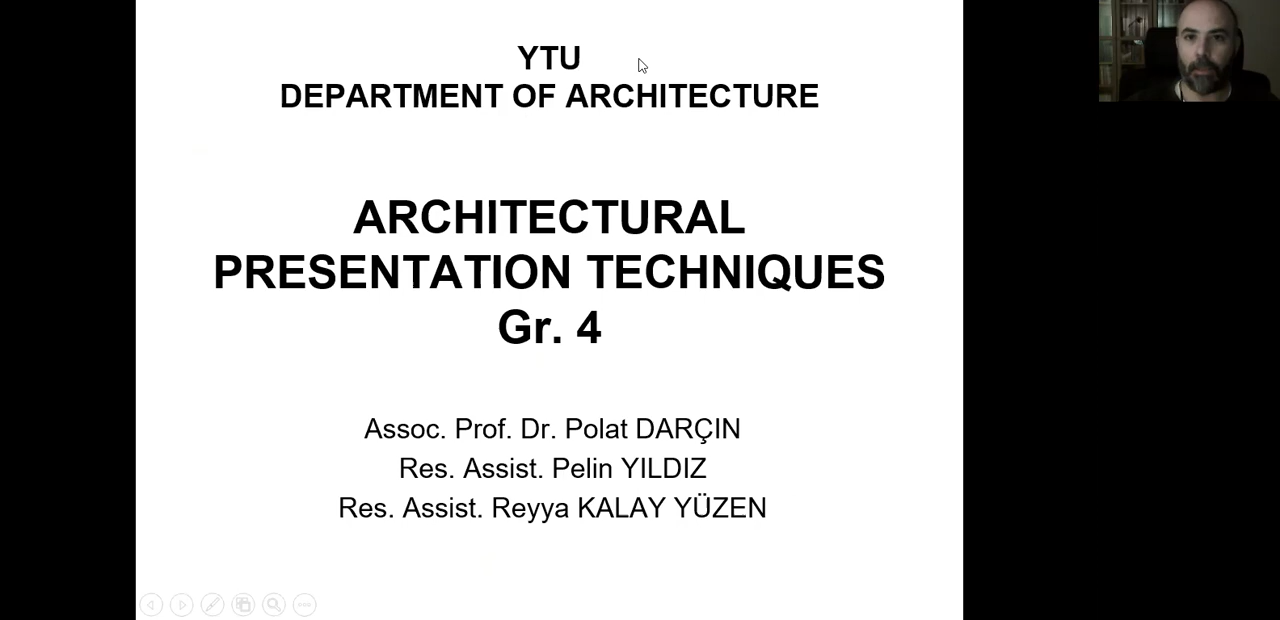 YTU
DEPARTMENT OF ARCHITECTURE
ARCHITECTURAL
PRESENTATION TECHNIQUES
Gr. 4
Assoc. Prof. Dr. Polat DARÇIN
Res. Assist. Pelin YILDIZ
Res. Assist. Reyya KALAY YÜZEN